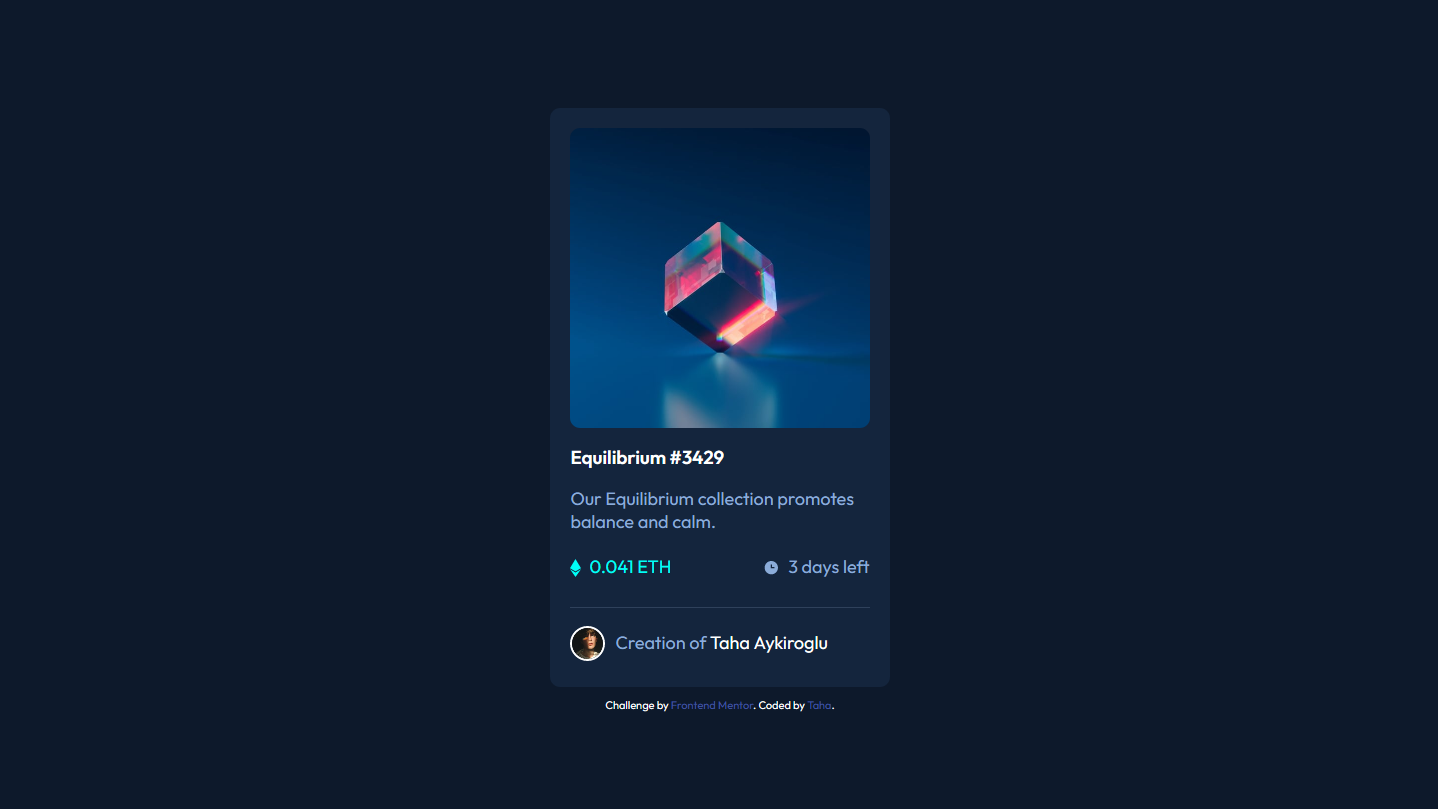 Equilibrium #3429
Our Equilibrium collection promotes
balance and calm.
0.041 ETH 3 days left
Creation of Taha Aykiroglu
Challenge by Frontend Mentor. Coded by Taha.